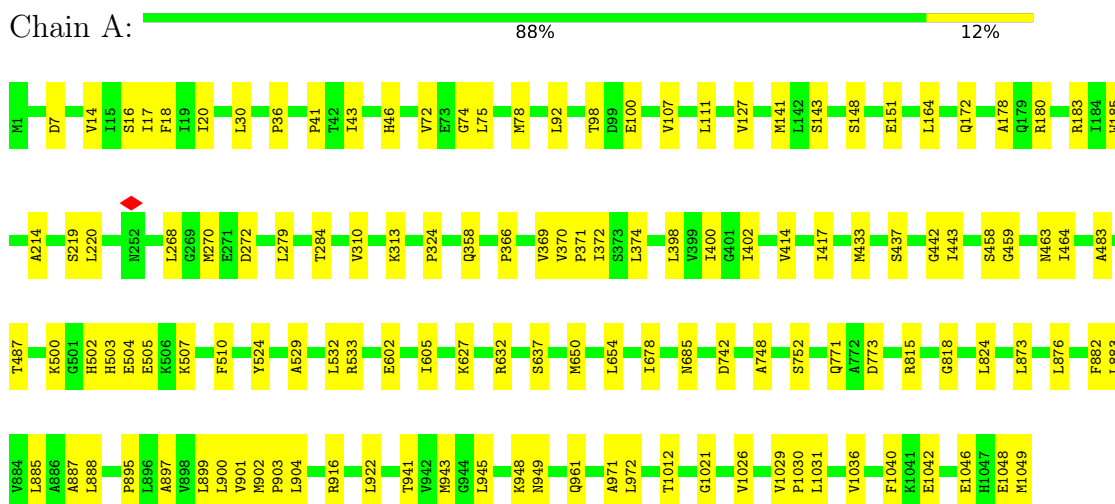 Chain A:
88% 12%
M1 D7 V14 I15 S16 I17 F18 I19 I20 L30 P36 P41 T42 I43 H46 V72 E73 G74 L75 M78 L92 T98 D99 E100 V107 L111 V127 M141 L142 S143 S148 E151 L164 Q172 A178 Q179 R180 R183 I184
A214 S219 L220 N252 L268 G269 M270 E271 D272 L279 T284 V310 K313 P324 Q358 P366 V369 V370 P371 I372 S373 L374 L398 V399 I400 G401 I402 V414 I417 M433 S437 G442 I443 S458 G459 N463 I464 A483
T487 K500 G501 H502 H503 E504 E505 K506 K507 F510 Y524 A529 L532 R533 E602 I605 K627 R632 S637 M650 L654 I678 N685 D742 A748 S752 Q771 A772 D773 R815 G818 L824 L873 L876 F882
V884 L885 A886 A887 L888 P895 L896 A897 V898 L899 L900 V901 M902 P903 L904 R916 L922 T941 V942 M943 G944 L945 K948 N949 Q961 A971 L972 T1012 G1021 V1026 V1029 P1030 L1031 V1036 F1040 K1041 E1042 E1046 H1047 E1048 M1049